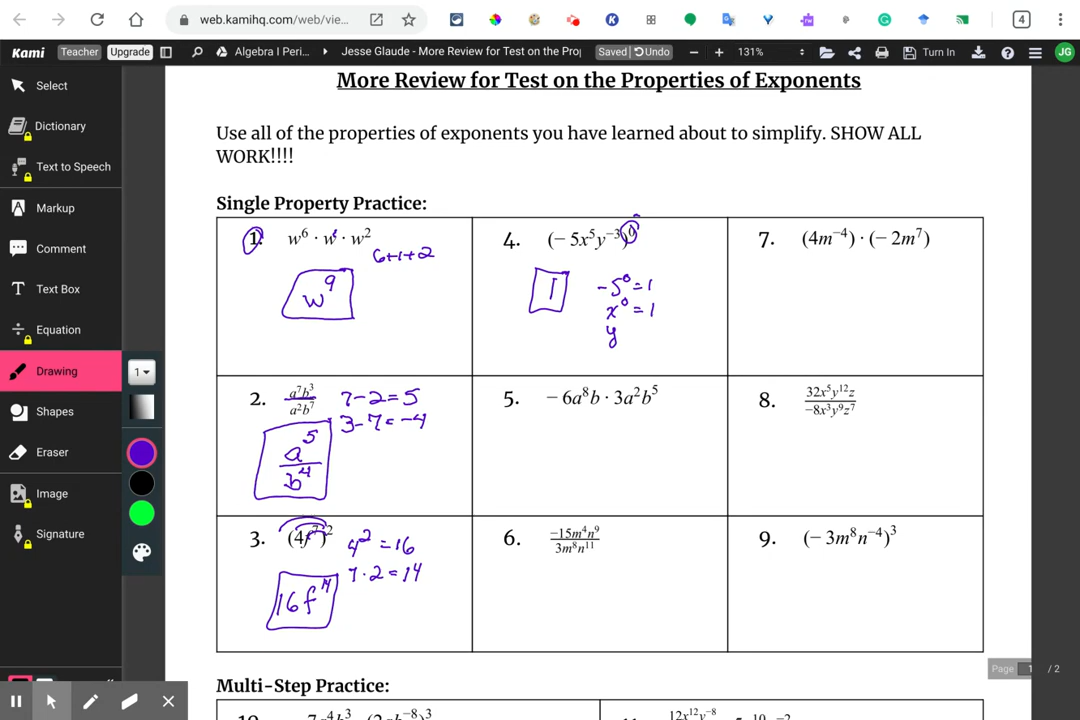 web.kamihq.com/web/vie...
4
Kami Teacher Upgrade Algebra I Peri... Jesse Glaude - More Review for Test on the Pro Saved Undo 131% Turn In JG
Select
Dictionary
Text to Speech
Markup
Comment
Text Box
Equation
Drawing
1
Shapes
Eraser
Image
Signature
More Review for Test on the Properties of Exponents
Use all of the properties of exponents you have learned about to simplify. SHOW ALL
WORK!!!!
Single Property Practice:
1. w⁶ · w · w²
6+1+2
w⁹
4. (− 5x⁵y⁻³)⁰
1
-5⁰ = 1
x⁰ = 1
y
7. (4m⁻⁴) · (− 2m⁷)
2. a⁷b³ / a²b⁷
7-2=5
3-7=-4
a⁵ / b⁴
5. − 6a⁸b · 3a²b⁵
8. 32x⁵y¹²z / −8x³y⁹z⁷
3. (4f⁷)²
4² = 16
7·2=14
16f¹⁴
6. −15m⁴n⁹ / 3m⁸n¹¹
9. (− 3m⁸n⁻⁴)³
Page 1 / 2
Multi-Step Practice: